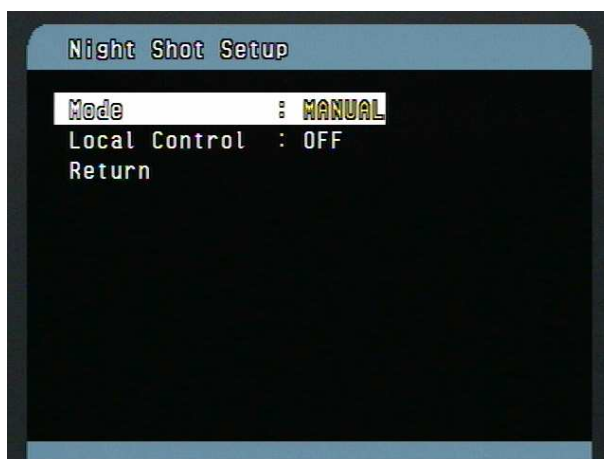 Night Shot Setup
Mode : MANUAL
Local Control : OFF
Return